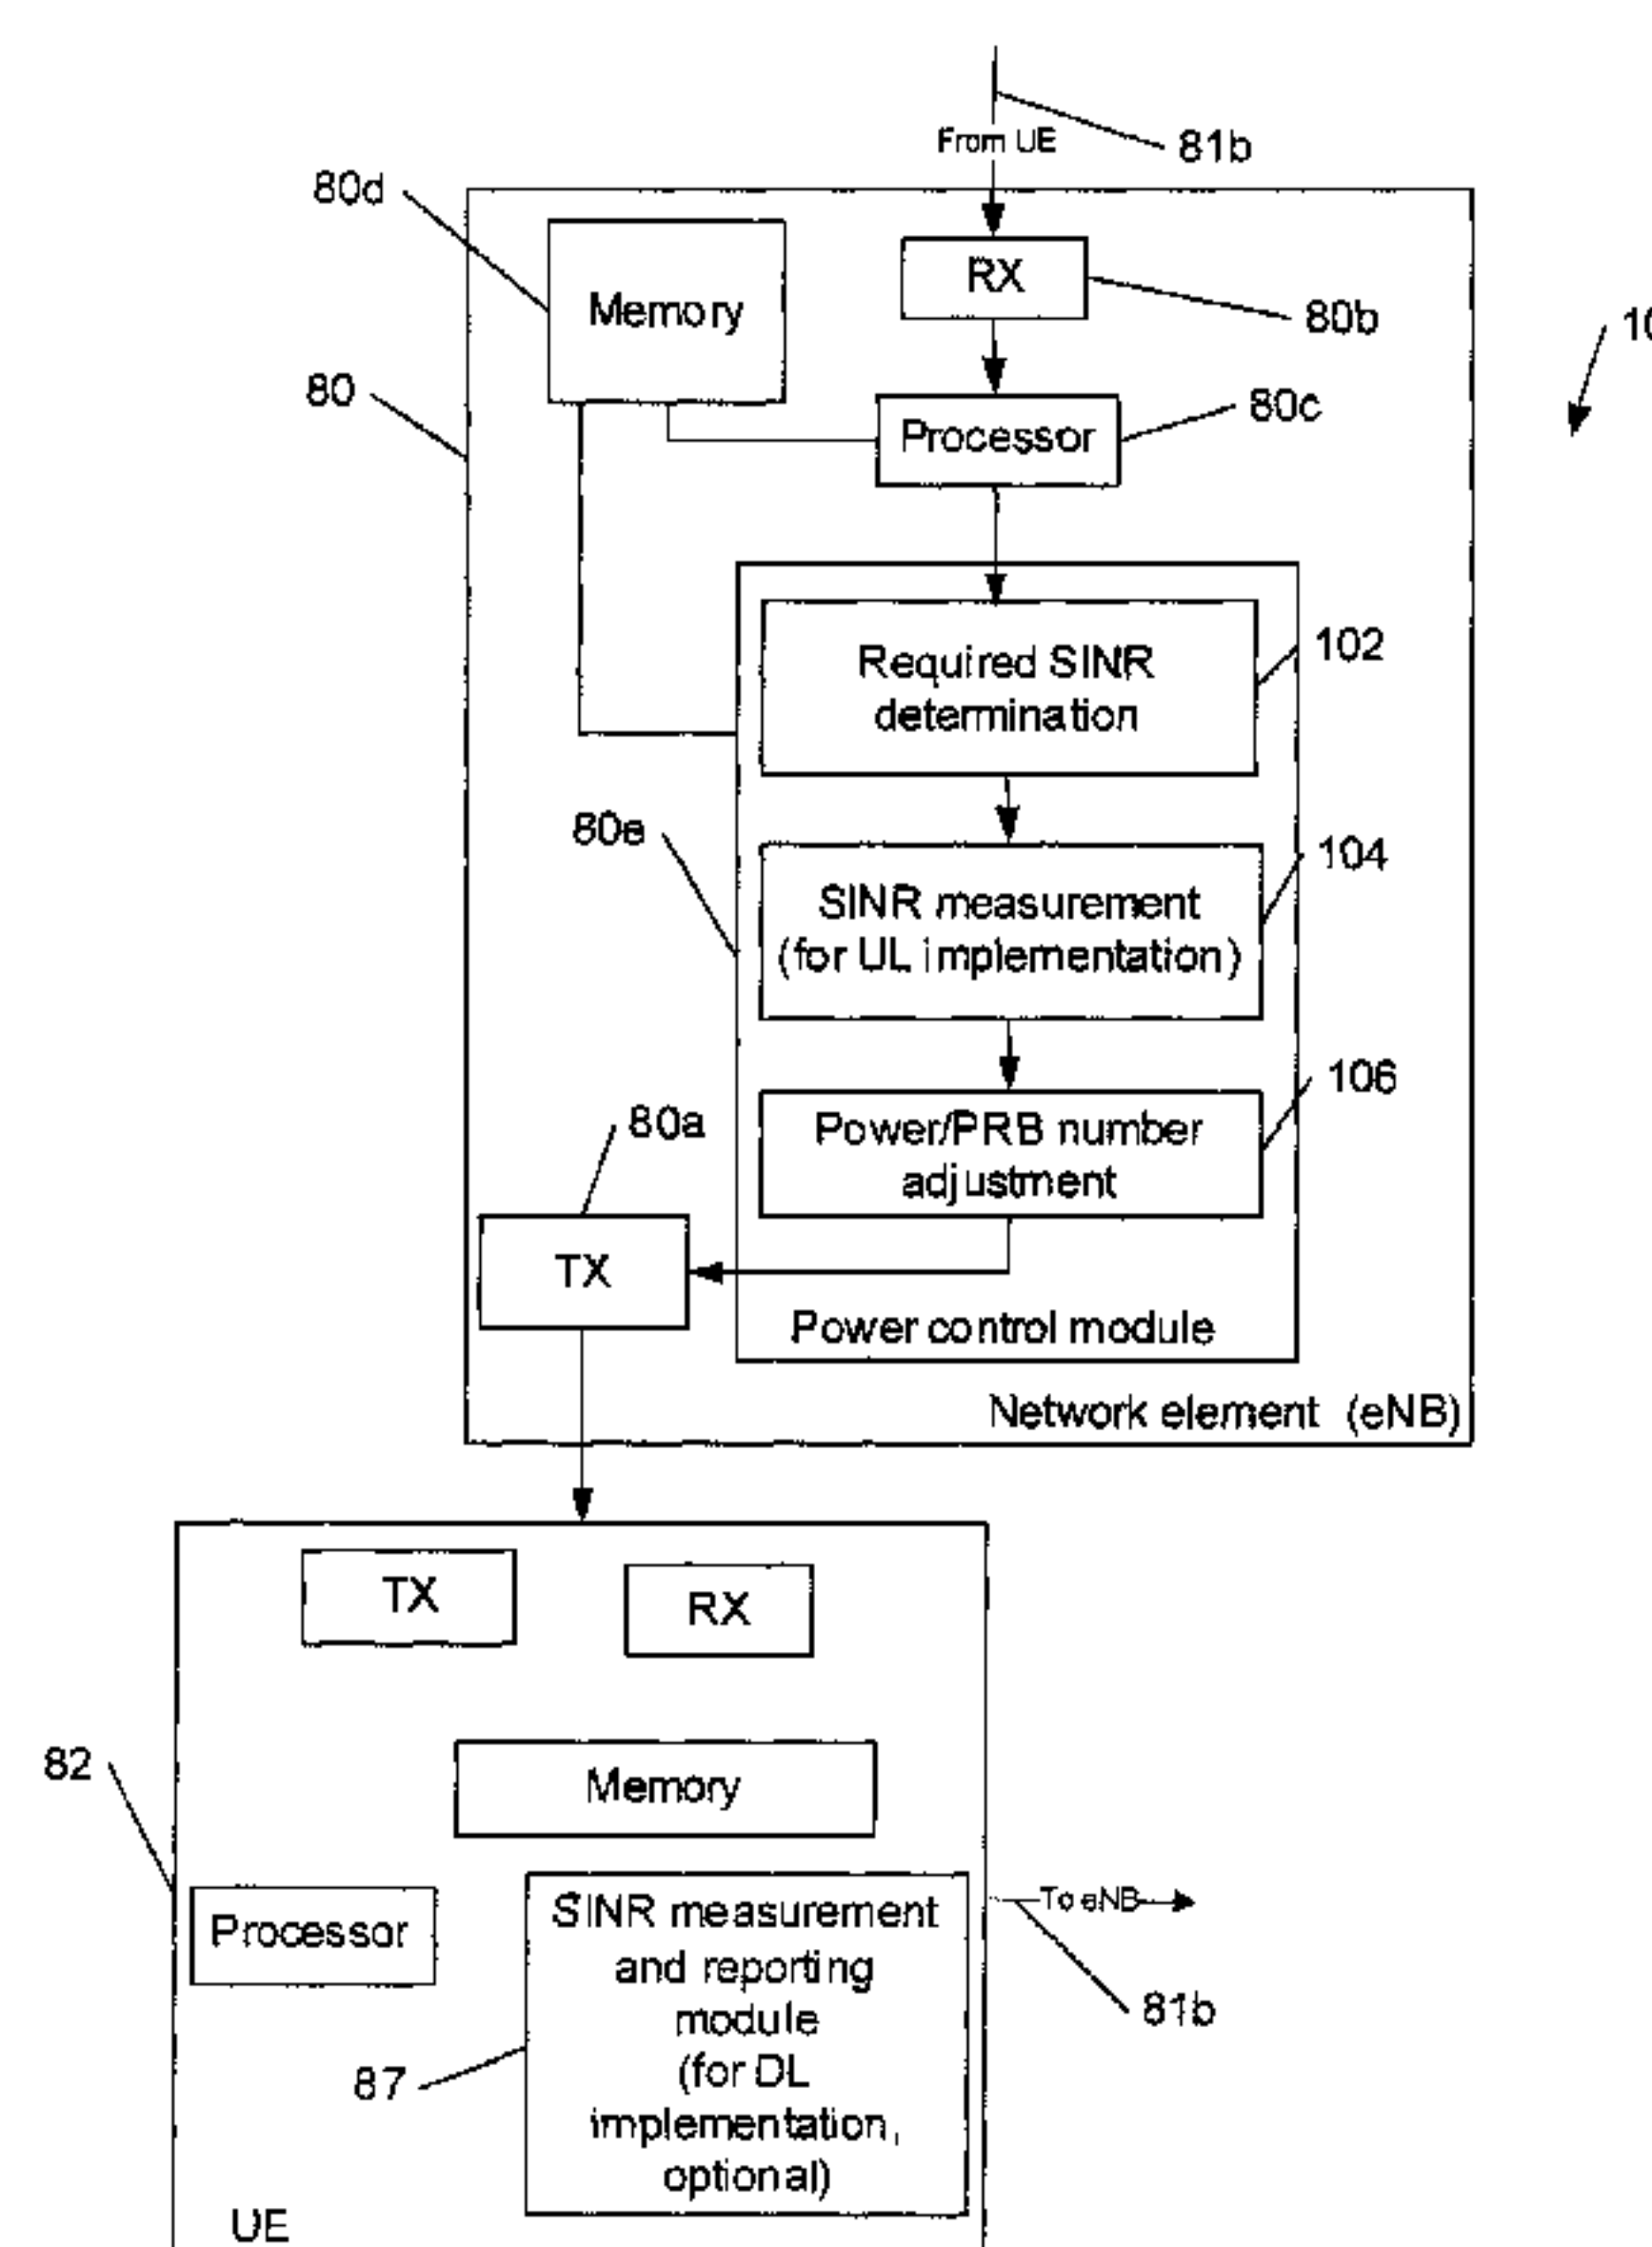 From UE
81b
80d
Memory
RX
80b
80
Processor
80c
Required SINR
determination
102
80e
SINR measurement
(for UL implementation)
104
Power/PRB number
adjustment
106
80a
TX
Power control module
Network element (eNB)
TX
RX
82
Memory
Processor
SINR measurement
and reporting
module
(for DL
implementation,
optional)
To eNB
81b
87
UE